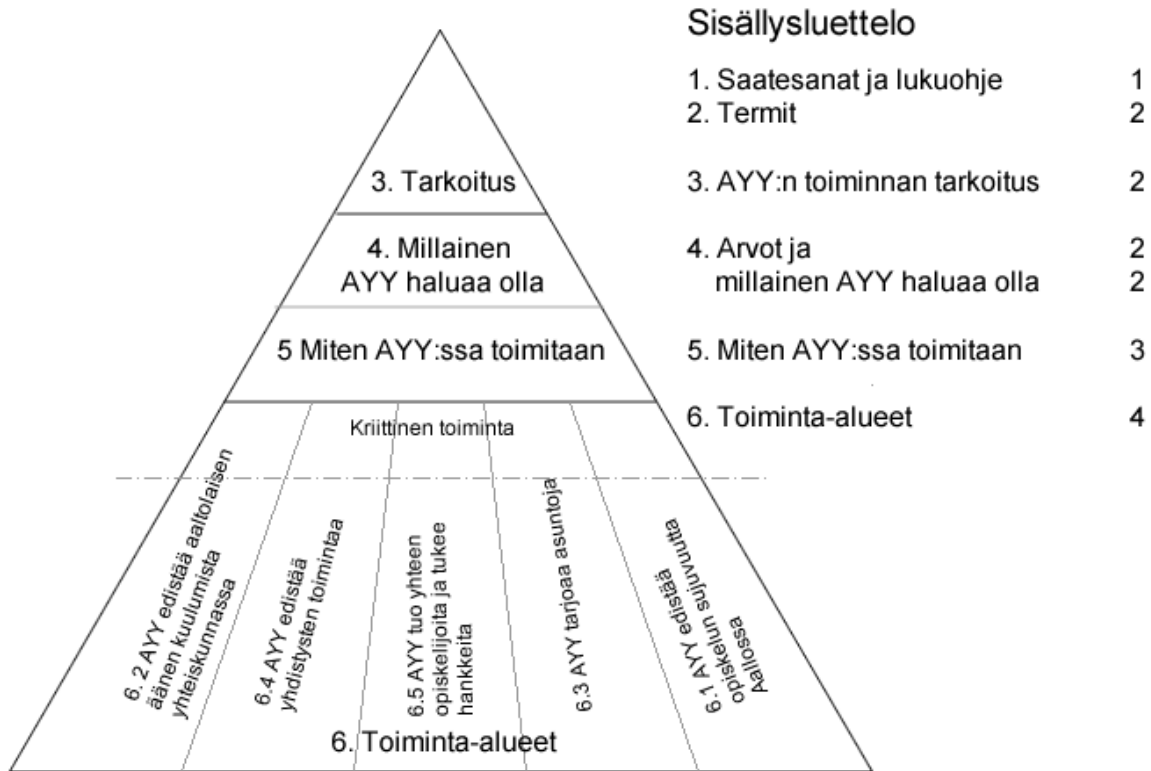 Sisällysluettelo
1. Saatesanat ja lukuohje 1
2. Termit 2
3. AYY:n toiminnan tarkoitus 2
4. Arvot ja 2
millainen AYY haluaa olla 2
5. Miten AYY:ssa toimitaan 3
6. Toiminta-alueet 4
3. Tarkoitus
4. Millainen
AYY haluaa olla
5 Miten AYY:ssa toimitaan
Kriittinen toiminta
6. 2 AYY edistää aaltolaisen
äänen kuulumista
yhteiskunnassa
6.4 AYY edistää
yhdistysten toimintaa
6.5 AYY tuo yhteen
opiskelijoita ja tukee
hankkeita
6.3 AYY tarjoaa asuntoja
6.1 AYY edistää
opiskelun sujuvuutta
Aallossa
6. Toiminta-alueet